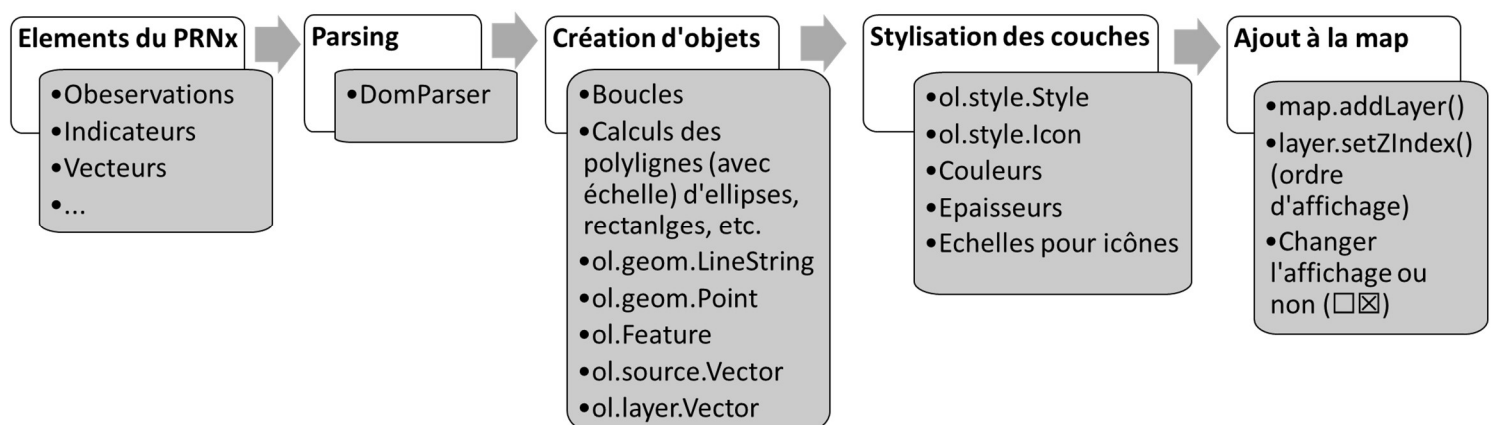 Elements du PRNx
•Obeservations
•Indicateurs
•Vecteurs
•...
Parsing
•DomParser
Création d'objets
•Boucles
•Calculs des
polylignes (avec
échelle) d'ellipses,
rectanlges, etc.
•ol.geom.LineString
•ol.geom.Point
•ol.Feature
•ol.source.Vector
•ol.layer.Vector
Stylisation des couches
•ol.style.Style
•ol.style.Icon
•Couleurs
•Epaisseurs
•Echelles pour icônes
Ajout à la map
•map.addLayer()
•layer.setZIndex()
(ordre
d'affichage)
•Changer
l'affichage ou
non (☐☒)